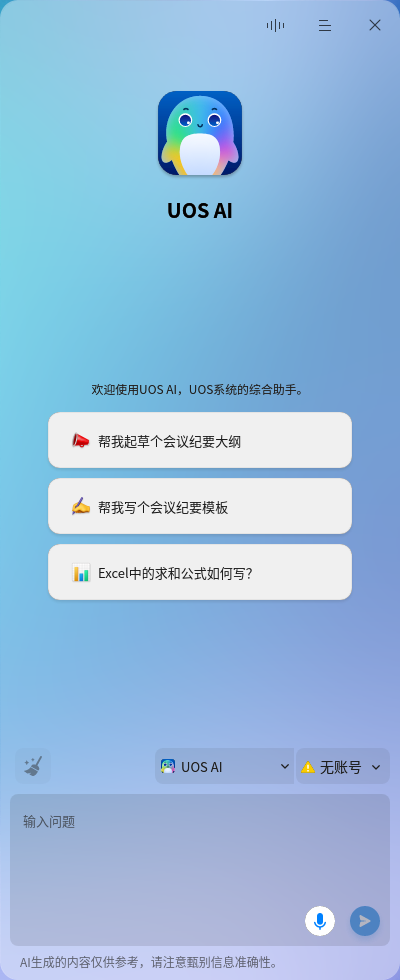 UOS AI
欢迎使用UOS AI，UOS系统的综合助手。
帮我起草个会议纪要大纲
帮我写个会议纪要模板
Excel中的求和公式如何写？
UOS AI
无账号
输入问题
AI生成的内容仅供参考，请注意甄别信息准确性。